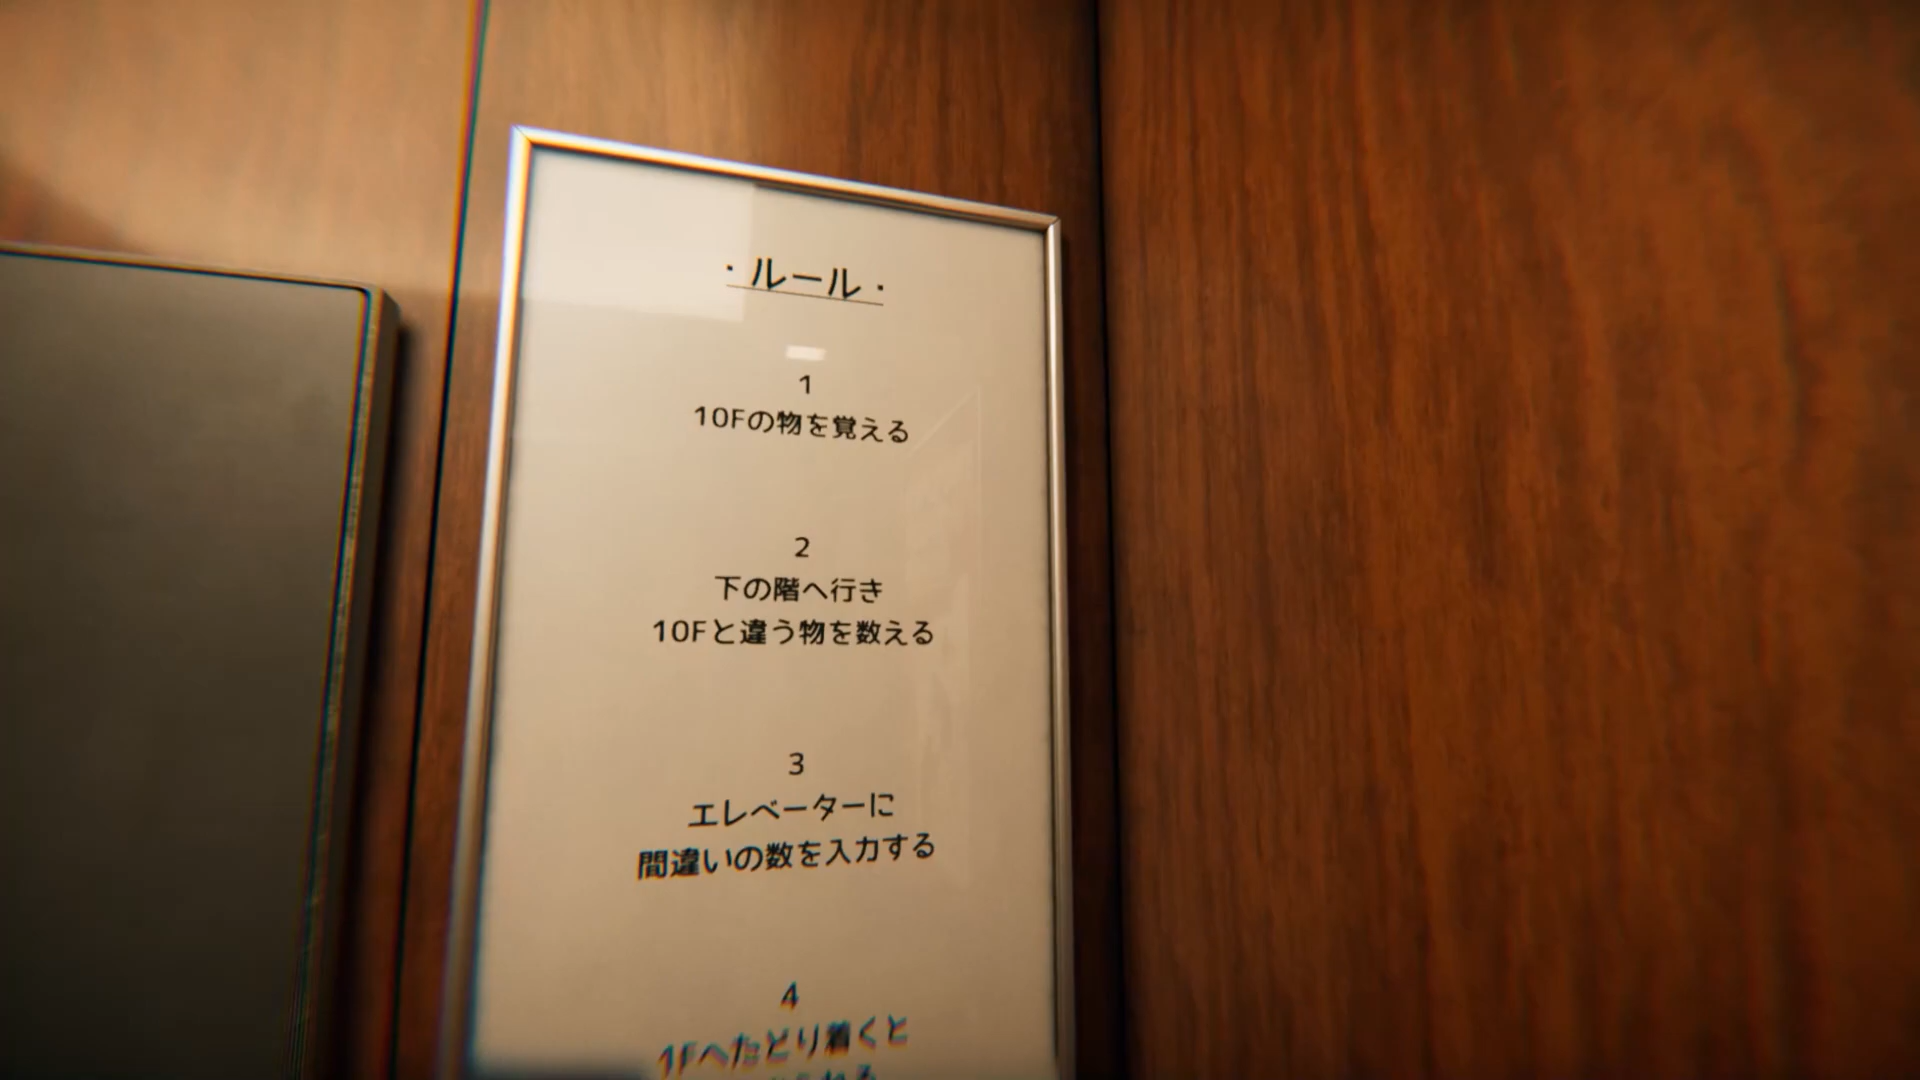 ・ルール・
1
10Fの物を覚える
2
下の階へ行き
10Fと違う物を数える
3
エレベーターに
間違いの数を入力する
4
1Fへたどり着くと